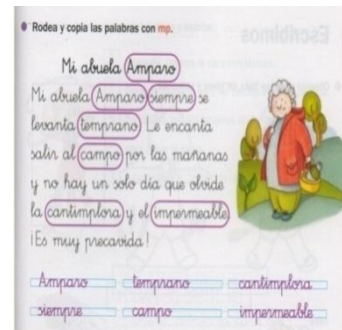 Rodea y copia las palabras con mp.
Mi abuela Amparo
Mi abuela Amparo siempre se
levanta temprano. Le encanta
salir al campo por las mañanas
y no hay un solo día que olvide
la cantimplora y el impermeable.
¡Es muy precavida!
Amparo temprano cantimplora
siempre campo impermeable